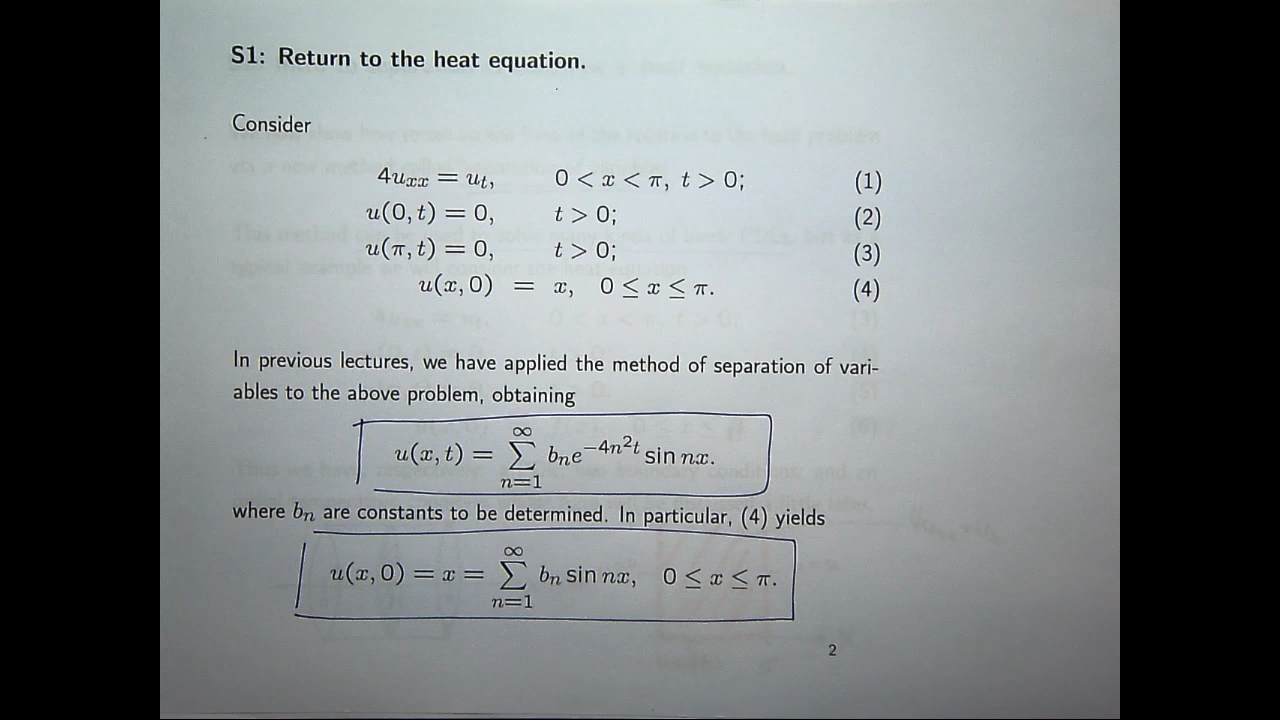 S1: Return to the heat equation.
Consider
4u_{xx} = u_t, 0 < x < π, t > 0; (1)
u(0, t) = 0, t > 0; (2)
u(π, t) = 0, t > 0; (3)
u(x, 0) = x, 0 ≤ x ≤ π. (4)
In previous lectures, we have applied the method of separation of vari-
ables to the above problem, obtaining
u(x, t) = \sum_{n=1}^{∞} b_n e^{-4n^2t} sin nx.
where b_n are constants to be determined. In particular, (4) yields
u(x, 0) = x = \sum_{n=1}^{∞} b_n sin nx, 0 ≤ x ≤ π.
2